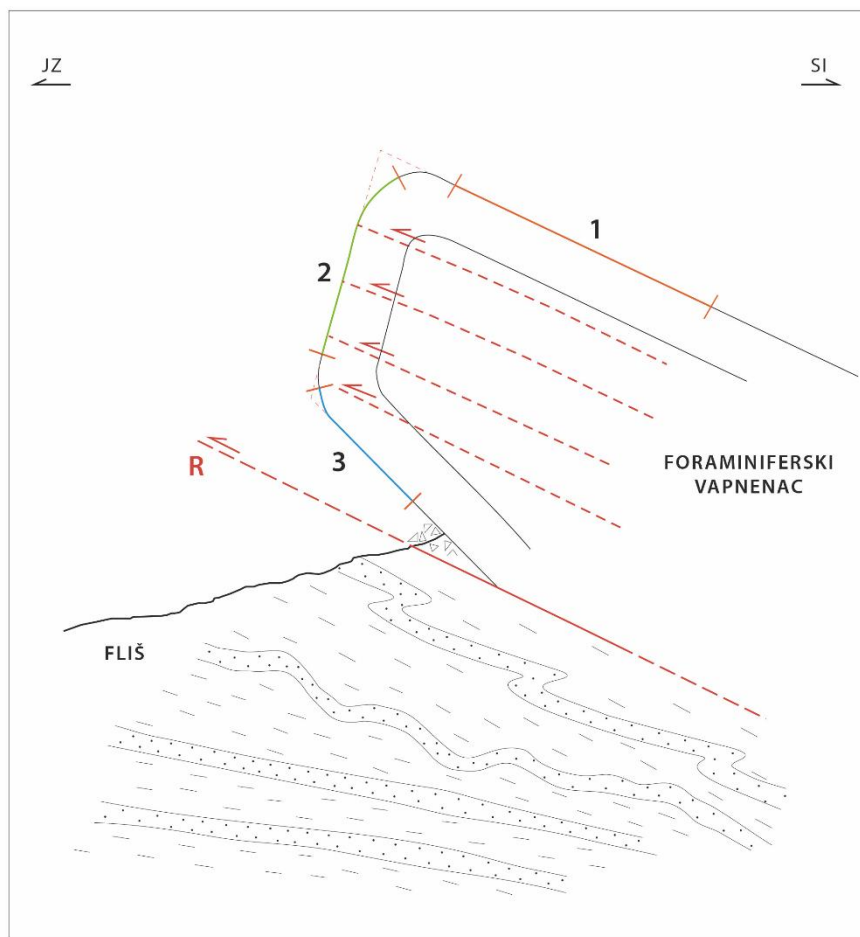 JZ
SI
1
2
3
R
FORAMINIFERSKI
VAPNENAC
FLIŠ